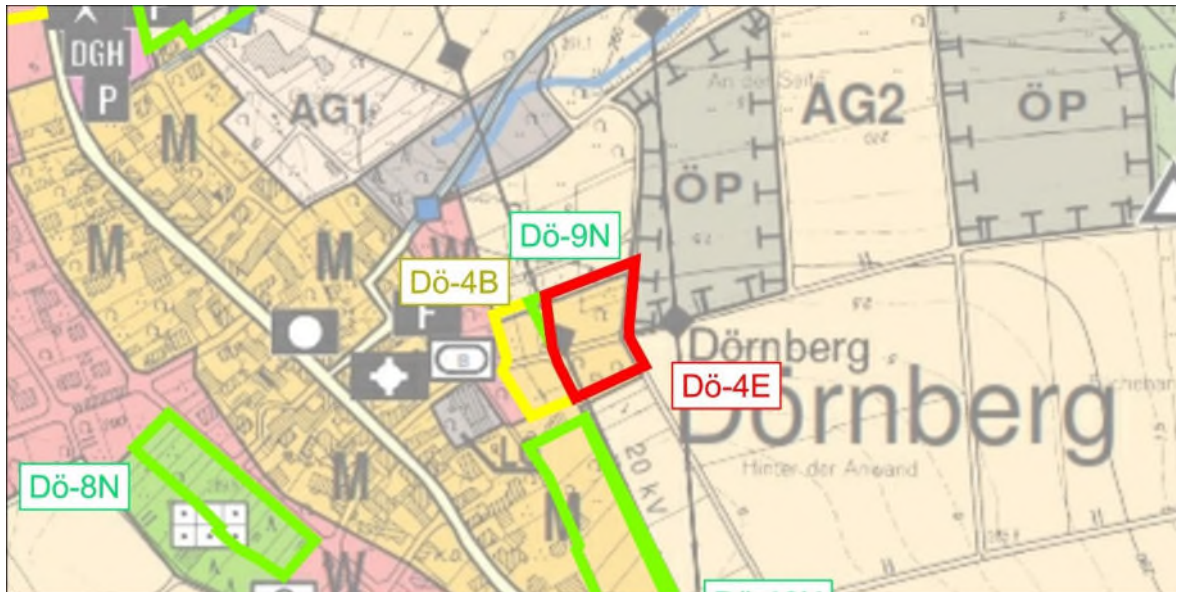 DGH
P
AG1
An der Seite
AG2
ÖP
M
ÖP
M
M
W
Dö-9N
Dö-4B
F
B
Dörnberg
Dö-4E
Dörnberg
Hinter der Anwand
20 kV
M
M
Dö-8N
W